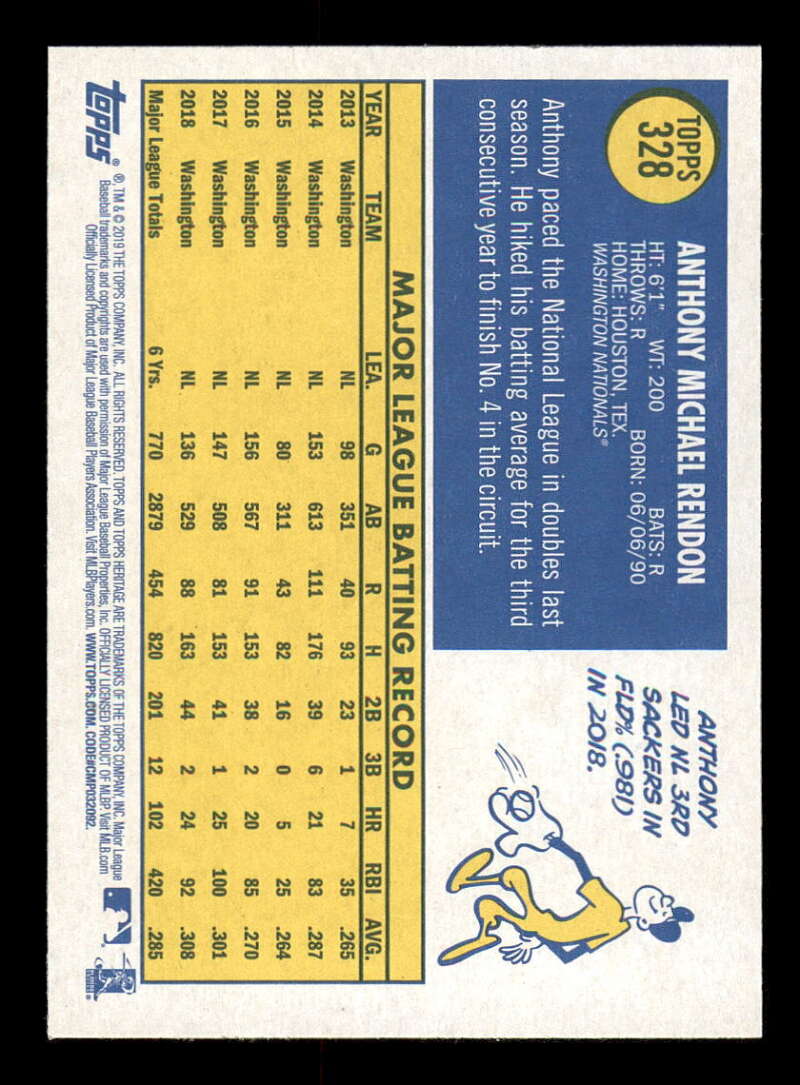 TOPPS
328
ANTHONY MICHAEL RENDON
HT: 6'1" WT: 200 BATS: R
THROWS: R BORN: 06/06/90
HOME: HOUSTON, TEX.
WASHINGTON NATIONALS®
Anthony paced the National League in doubles last
season. He hiked his batting average for the third
consecutive year to finish No. 4 in the circuit.
ANTHONY
LED NL 3RD
SACKERS IN
FLD% (.981)
IN 2018.
MAJOR LEAGUE BATTING RECORD
YEAR TEAM LEA. G AB R H 2B 3B HR RBI AVG.
2013 Washington NL 98 351 40 93 23 1 7 35 .265
2014 Washington NL 153 613 111 176 39 6 21 83 .287
2015 Washington NL 80 311 43 82 16 0 5 25 .264
2016 Washington NL 156 567 91 153 38 2 20 85 .270
2017 Washington NL 147 508 81 153 41 1 25 100 .301
2018 Washington NL 136 529 88 163 44 2 24 92 .308
Major League Totals 6 Yrs. 770 2879 454 820 201 12 102 420 .285
topps®
®, TM & © 2019 THE TOPPS COMPANY, INC. ALL RIGHTS RESERVED. TOPPS AND TOPPS HERITAGE ARE TRADEMARKS OF THE TOPPS COMPANY, INC. Major League
Baseball trademarks and copyrights are used with permission of Major League Baseball Properties, Inc. OFFICIALLY LICENSED PRODUCT OF MLBP. Visit MLB.com
Officially Licensed Product of Major League Baseball Players Association. Visit MLBPlayers.com. WWW.TOPPS.COM. CODE#CMP032092.